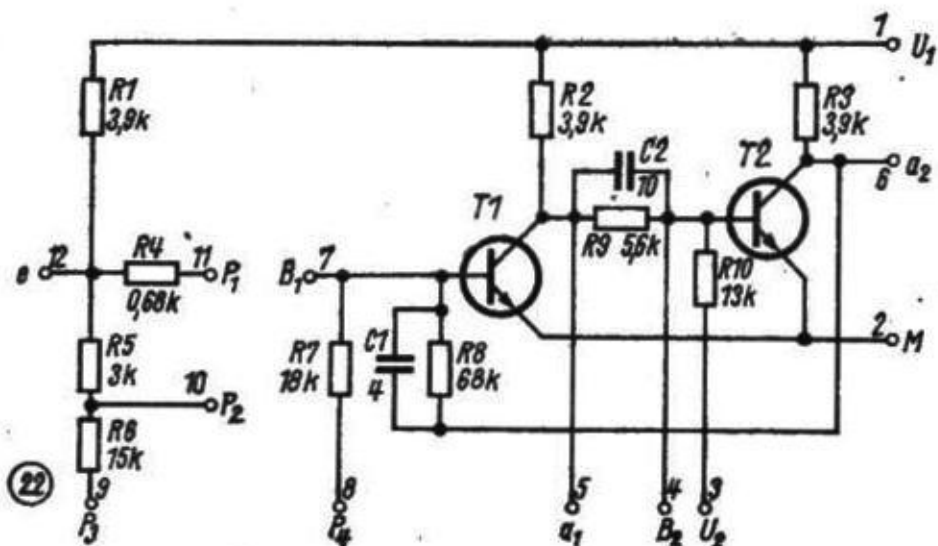 1
U₁
R1
3,9k
R2
3,9k
R3
3,9k
C2
10
T2
6
a₂
T1
R9 5,6k
e
12
R4
0,68k
11
P₁
B₁
7
R10
13k
2
M
R5
3k
10
P₂
R7
18k
C1
4
R8
68k
R6
15k
22
9
P₃
8
P₄
5
a₁
4
B₂
3
U₂